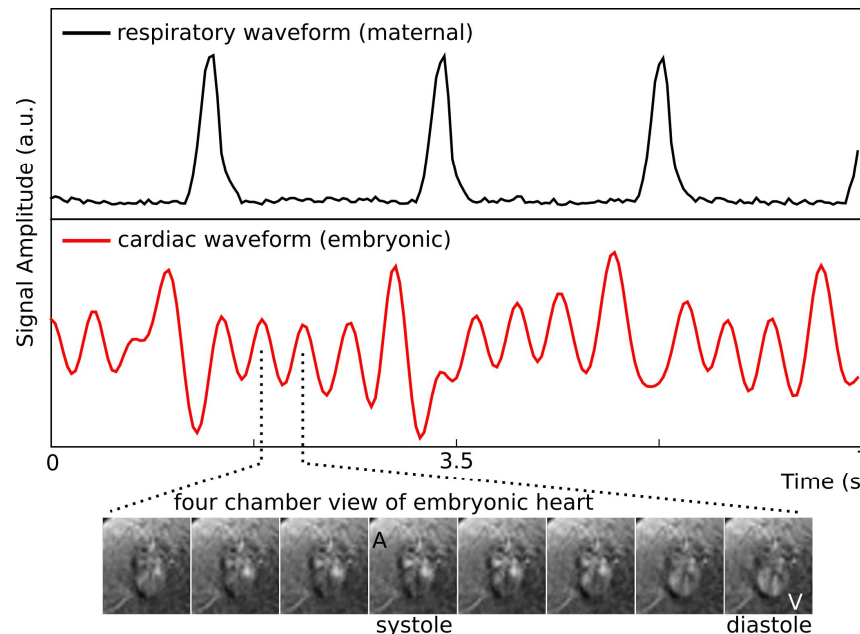 respiratory waveform (maternal)
Signal Amplitude (a.u.)
cardiac waveform (embryonic)
0
3.5
Time (s
four chamber view of embryonic heart
A
V
systole
diastole